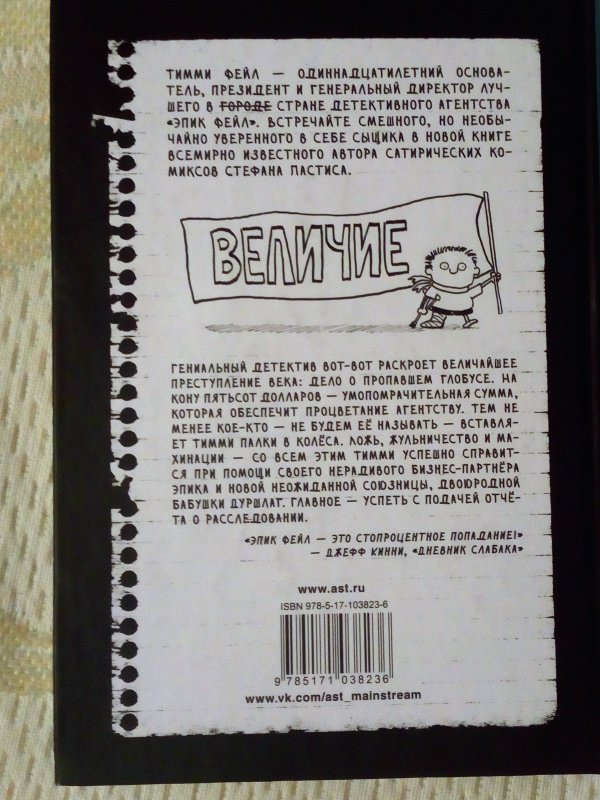 ТИММИ ФЕЙЛ — ОДИННАДЦАТИЛЕТНИЙ ОСНОВА-
ТЕЛЬ, ПРЕЗИДЕНТ И ГЕНЕРАЛЬНЫЙ ДИРЕКТОР ЛУЧ-
ШЕГО В ГОРОДЕ СТРАНЕ ДЕТЕКТИВНОГО АГЕНТСТВА
«ЭПИК ФЕЙЛ». ВСТРЕЧАЙТЕ СМЕШНОГО, НО НЕОБЫ-
ЧАЙНО УВЕРЕННОГО В СЕБЕ СЫЩИКА В НОВОЙ КНИГЕ
ВСЕМИРНО ИЗВЕСТНОГО АВТОРА САТИРИЧЕСКИХ КО-
МИКСОВ СТЕФАНА ПАСТИСА.
ВЕЛИЧИЕ
ГЕНИАЛЬНЫЙ ДЕТЕКТИВ ВОТ-ВОТ РАСКРОЕТ ВЕЛИЧАЙШЕЕ
ПРЕСТУПЛЕНИЕ ВЕКА: ДЕЛО О ПРОПАВШЕМ ГЛОБУСЕ. НА
КОНУ ПЯТЬСОТ ДОЛЛАРОВ — УМОПОМРАЧИТЕЛЬНАЯ СУММА,
КОТОРАЯ ОБЕСПЕЧИТ ПРОЦВЕТАНИЕ АГЕНТСТВУ. ТЕМ НЕ
МЕНЕЕ КОЕ-КТО — НЕ БУДЕМ ЕЁ НАЗЫВАТЬ — ВСТАВЛЯ-
ЕТ ТИММИ ПАЛКИ В КОЛЁСА. ЛОЖЬ, ЖУЛЬНИЧЕСТВО И МА-
ХИНАЦИИ — СО ВСЕМ ЭТИМ ТИММИ УСПЕШНО СПРАВИТ-
СЯ ПРИ ПОМОЩИ СВОЕГО НЕРАДИВОГО БИЗНЕС-ПАРТНЁРА
ЭПИКА И НОВОЙ НЕОЖИДАННОЙ СОЮЗНИЦЫ, ДВОЮРОДНОЙ
БАБУШКИ ДУРШЛАГ. ГЛАВНОЕ — УСПЕТЬ С ПОДАЧЕЙ ОТЧЁ-
ТА О РАССЛЕДОВАНИИ.
«ЭПИК ФЕЙЛ — ЭТО СТОПРОЦЕНТНОЕ ПОПАДАНИЕ!»
— ДЖЕФФ КИННИ, «ДНЕВНИК СЛАБАКА»
www.ast.ru
ISBN 978-5-17-103823-6
9 785171 038236
www.vk.com/ast_mainstream